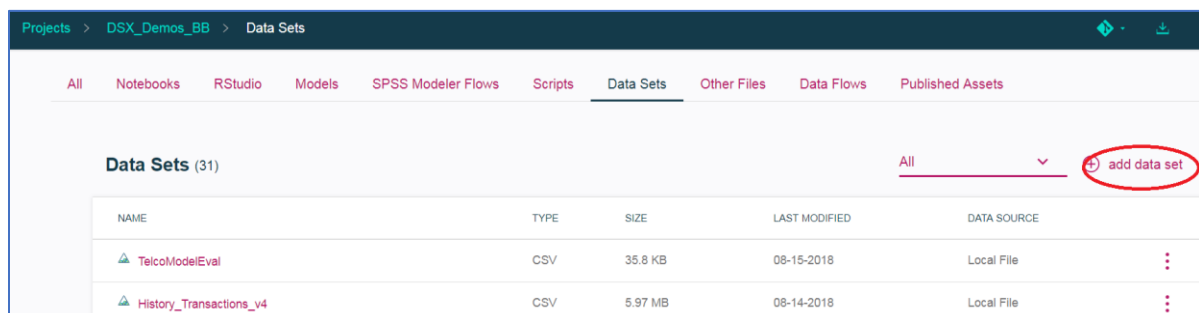 Projects > DSX_Demos_BB > Data Sets
All Notebooks RStudio Models SPSS Modeler Flows Scripts Data Sets Other Files Data Flows Published Assets
Data Sets (31) All add data set
NAME TYPE SIZE LAST MODIFIED DATA SOURCE
TelcoModelEval CSV 35.8 KB 08-15-2018 Local File
History_Transactions_v4 CSV 5.97 MB 08-14-2018 Local File